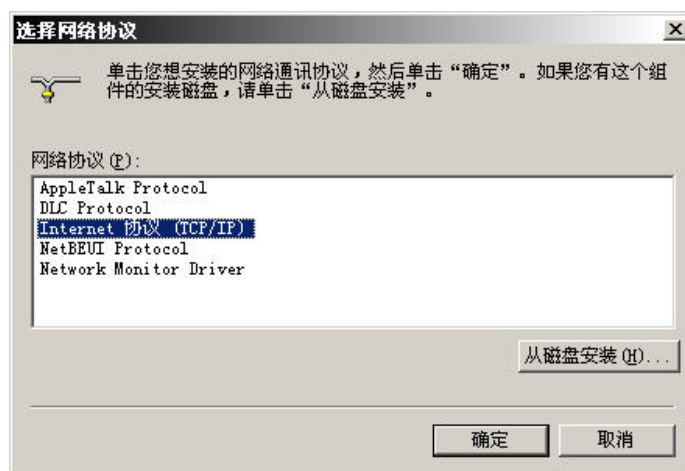 选择网络协议
单击您想安装的网络通讯协议，然后单击“确定”。如果您有这个组
件的安装磁盘，请单击“从磁盘安装”。
网络协议(P):
AppleTalk Protocol
DLC Protocol
Internet 协议 (TCP/IP)
NetBEUI Protocol
Network Monitor Driver
从磁盘安装(H)...
确定
取消